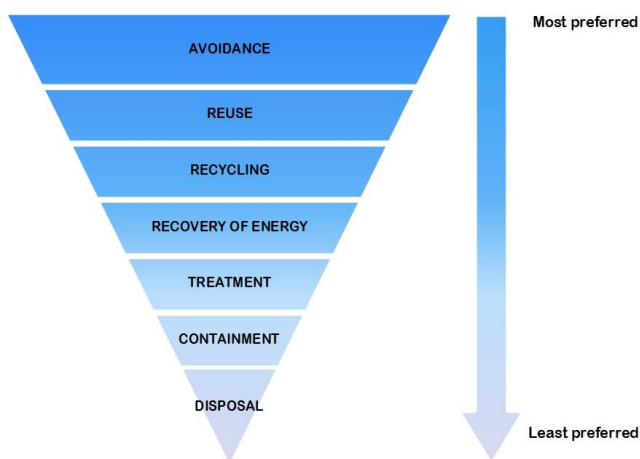 Most preferred
AVOIDANCE
REUSE
RECYCLING
RECOVERY OF ENERGY
TREATMENT
CONTAINMENT
DISPOSAL
Least preferred